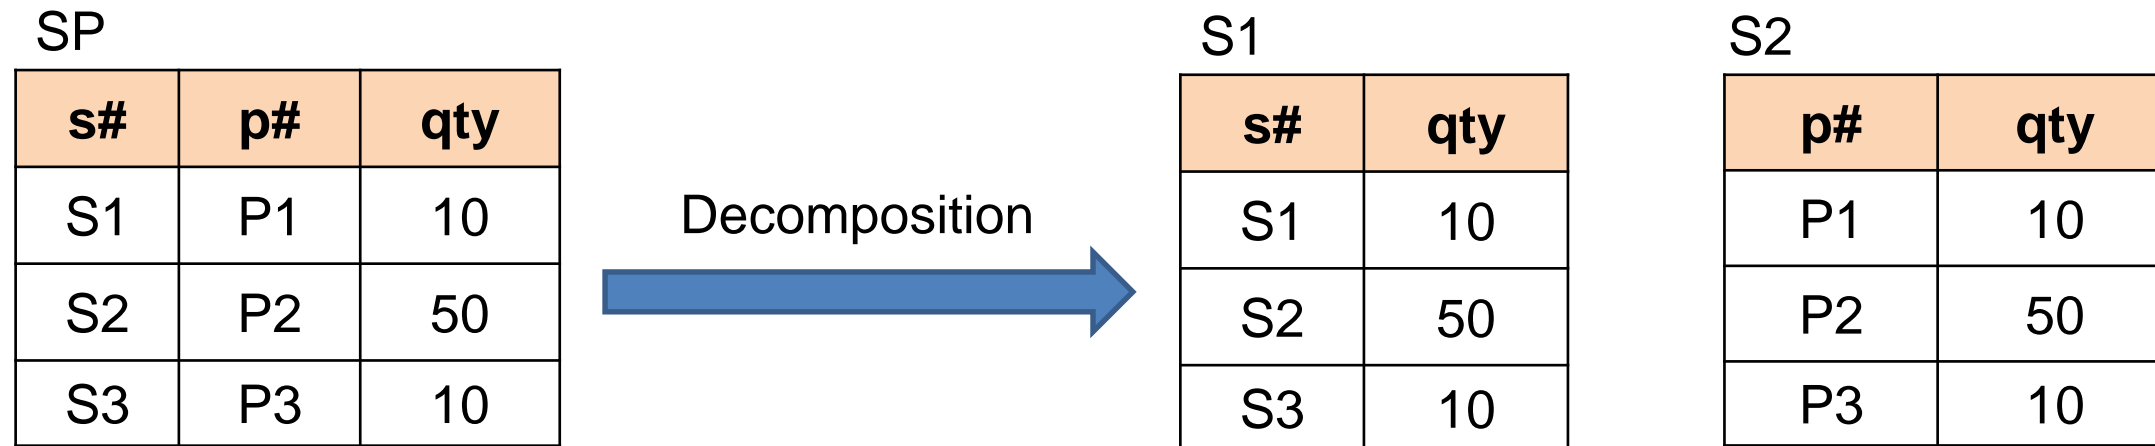 SP
s# p# qty
S1 P1 10
S2 P2 50
S3 P3 10
Decomposition
S1
s# qty
S1 10
S2 50
S3 10
S2
p# qty
P1 10
P2 50
P3 10